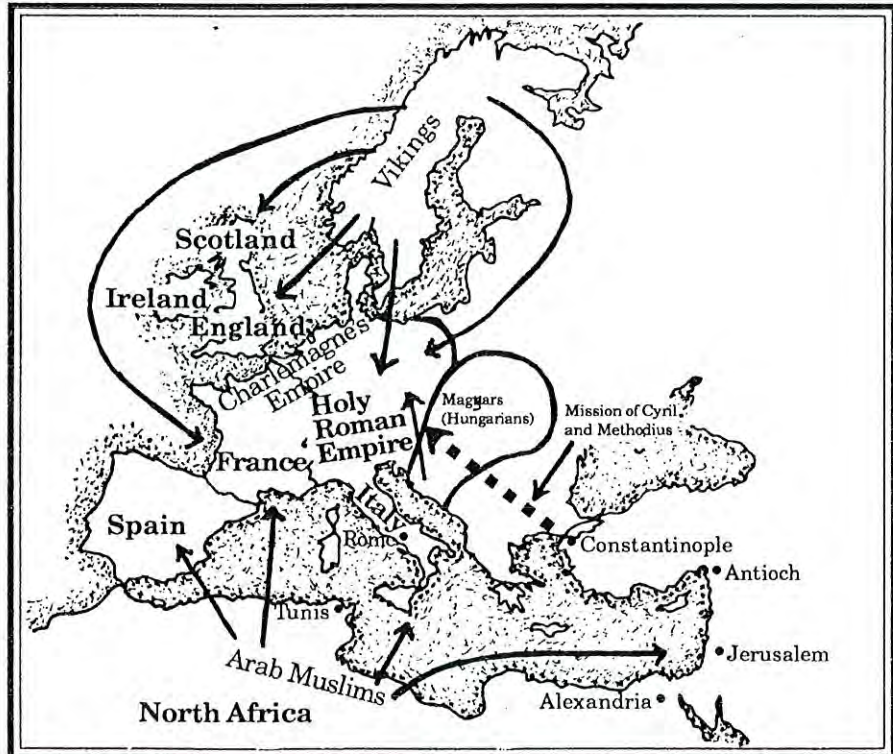 Vikings
Scotland
Ireland
England
Charlemagne's
Empire
Holy
Roman
Empire
Magyars
(Hungarians)
Mission of Cyril
and Methodius
France
Italy
Spain
Rome
Constantinople
Antioch
Tunis
Arab Muslims
Jerusalem
North Africa
Alexandria